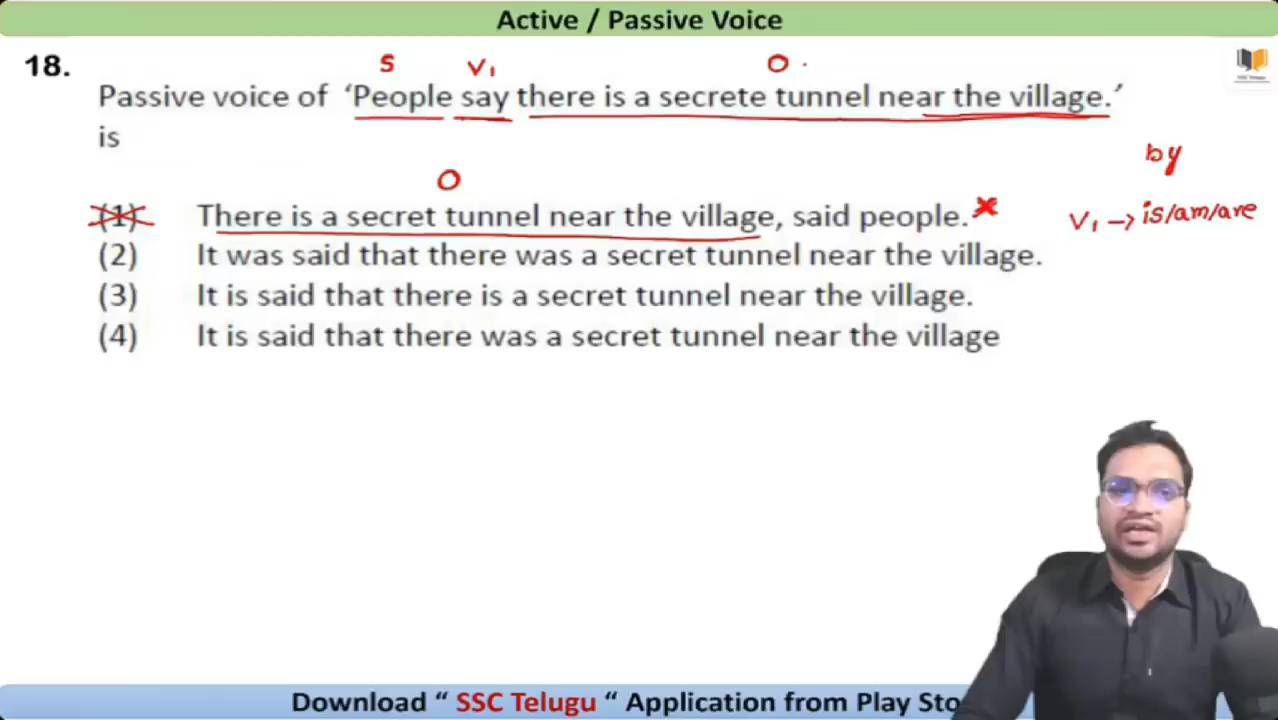 Active / Passive Voice
18.
S V₁ O
SSC Telugu
Passive voice of ‘People say there is a secrete tunnel near the village.’
is
by
O
(1) There is a secret tunnel near the village, said people. ×
V₁ → is/am/are
(2) It was said that there was a secret tunnel near the village.
(3) It is said that there is a secret tunnel near the village.
(4) It is said that there was a secret tunnel near the village
Download “ SSC Telugu “ Application from Play Sto